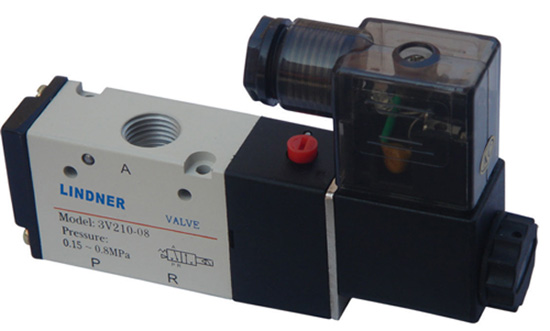 A
LINDNER
Model: 3V210-08 VALVE
Pressure:
0.15 ~ 0.8MPa
P R